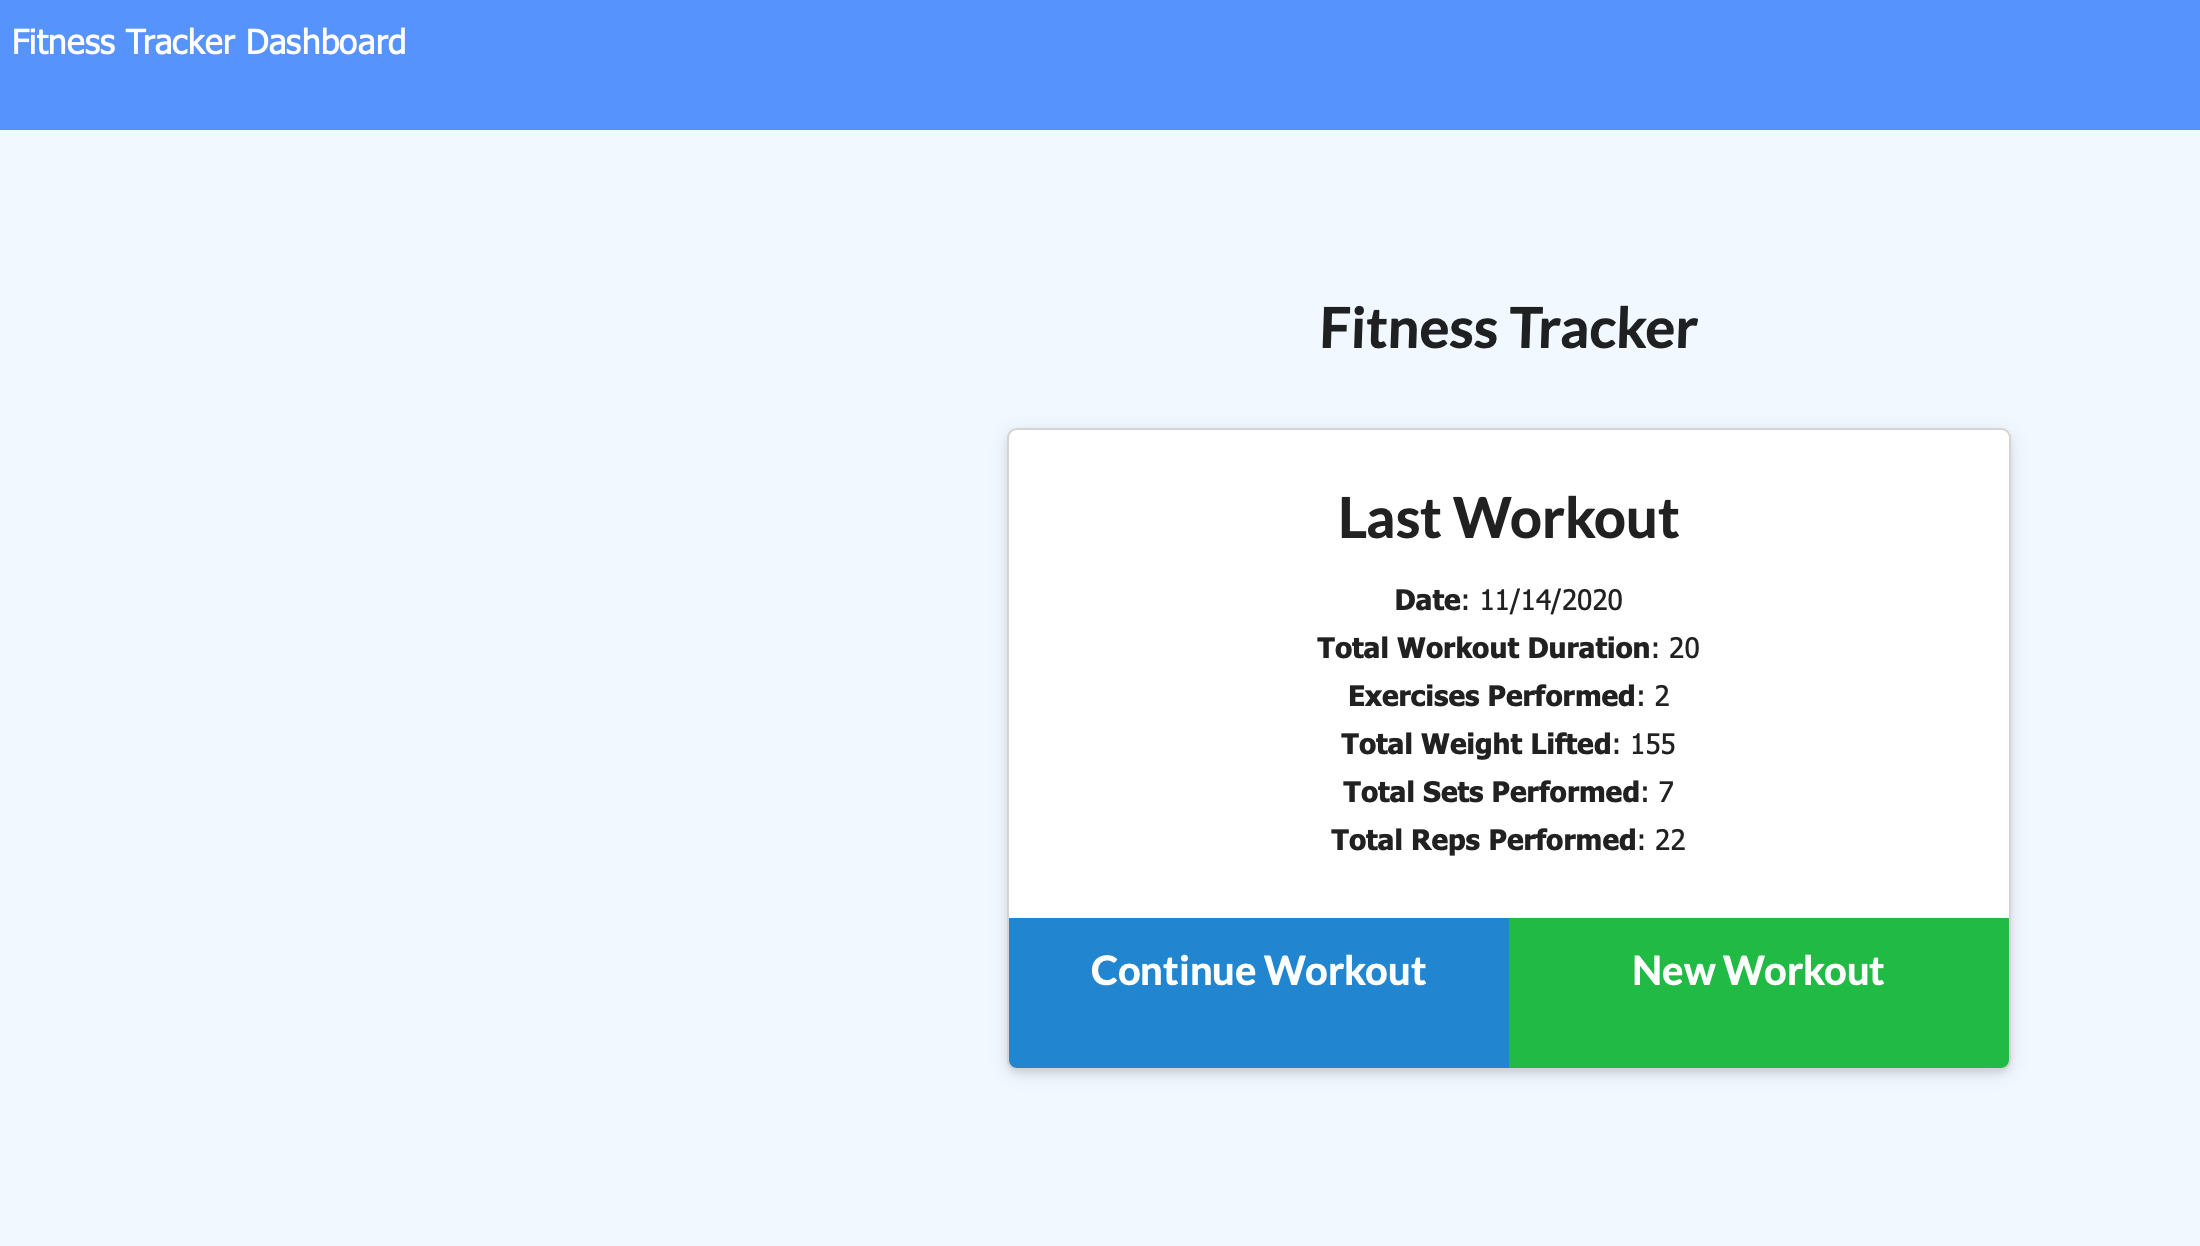 Fitness Tracker Dashboard
Fitness Tracker
Last Workout
Date: 11/14/2020
Total Workout Duration: 20
Exercises Performed: 2
Total Weight Lifted: 155
Total Sets Performed: 7
Total Reps Performed: 22
Continue Workout
New Workout